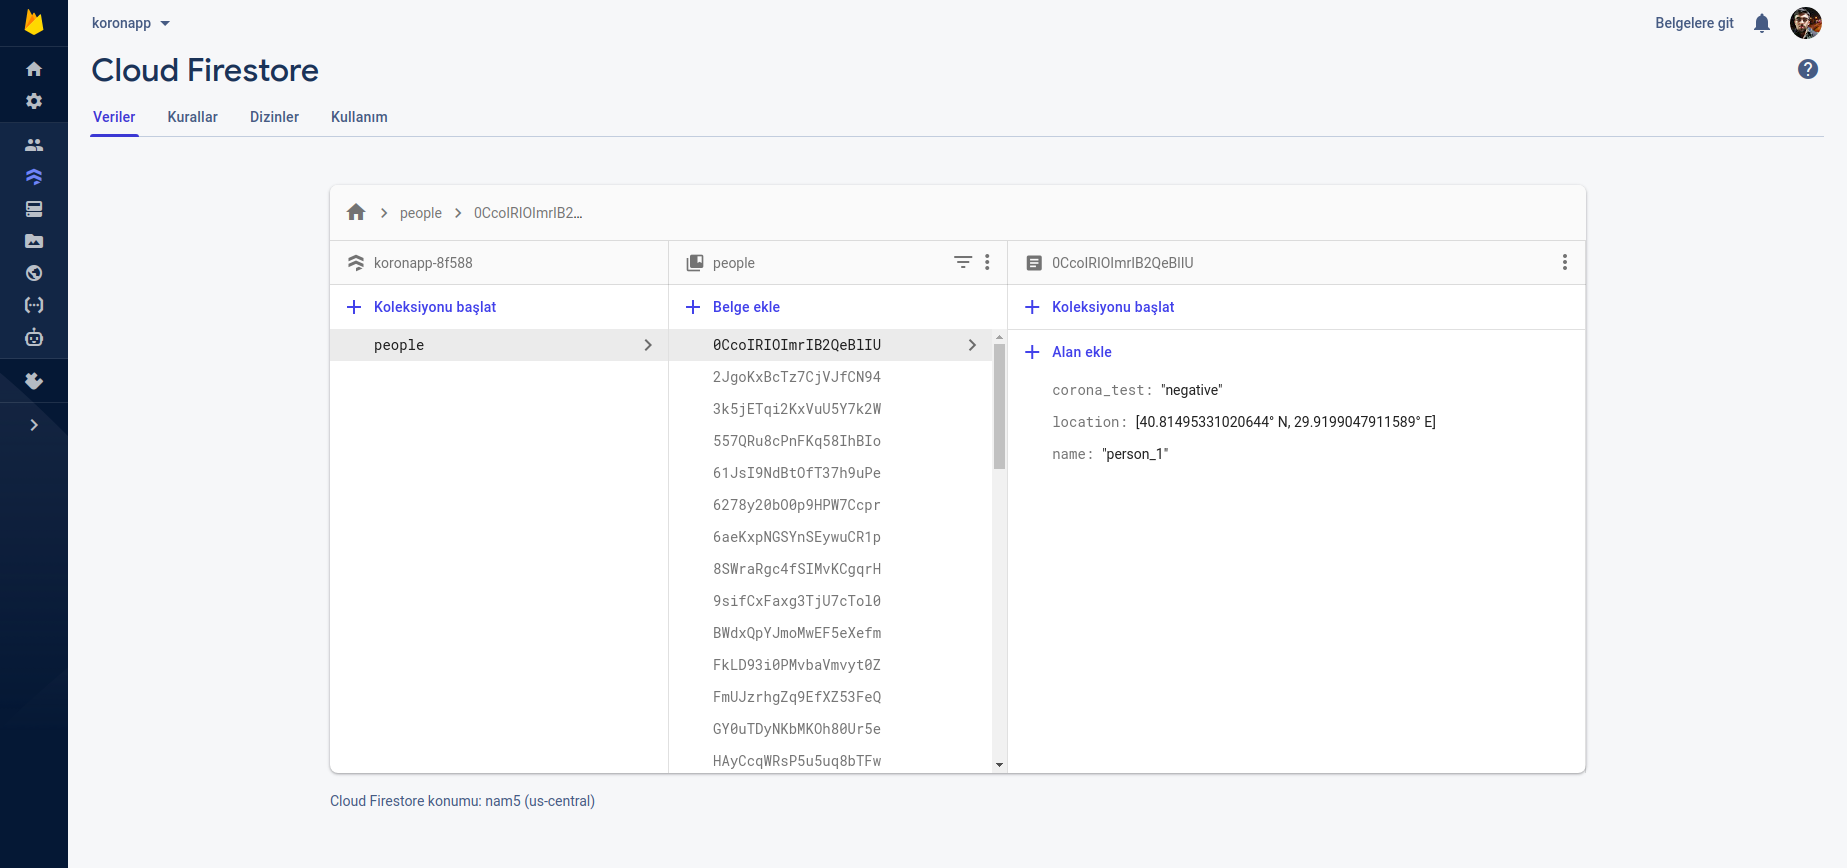 koronapp
Belgelere git
Cloud Firestore
Veriler Kurallar Dizinler Kullanım
people 0CcoIRIOImrIB2...
koronapp-8f588
people
0CcoIRIOImrIB2QeBlIU
Koleksiyonu başlat
Belge ekle
Koleksiyonu başlat
people
0CcoIRIOImrIB2QeBlIU
2JgoKxBcTz7CjVJfCN94
3k5jETqi2KxVuU5Y7k2W
557QRu8cPnFKq58IhBIo
61JsI9NdBtOfT37h9uPe
6278y20bO0p9HPW7Ccpr
6aeKxpNGSYnSEywuCR1p
8SWraRgc4fSIMvKCgqrH
9sifCxFaxg3TjU7cTol0
BWdxQpYJmoMwEF5eXefm
FkLD93i0PMvbaVmvyt0Z
FmUJzrhgZq9EfXZ53FeQ
GY0uTDyNKbMKOh80Ur5e
HAyCcqWRsP5u5uq8bTFw
Alan ekle
corona_test: "negative"
location: [40.81495331020644° N, 29.9199047911589° E]
name: "person_1"
Cloud Firestore konumu: nam5 (us-central)